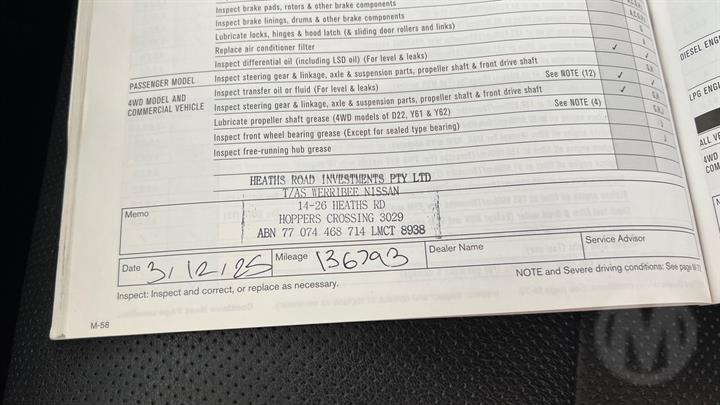 Inspect brake pads, rotors & other brake components
Inspect brake linings, drums & other brake components
Lubricate locks, hinges & hood latch (& sliding door rollers and links)
Replace air conditioner filter ✓
Inspect differential oil (including LSD oil) (For level & leaks)
PASSENGER MODEL Inspect steering gear & linkage, axle & suspension parts, propeller shaft & front drive shaft
4WD MODEL AND COMMERCIAL VEHICLE
Inspect transfer oil or fluid (For level & leaks) See NOTE (12) ✓
Inspect steering gear & linkage, axle & suspension parts, propeller shaft & front drive shaft ✓
Lubricate propeller shaft grease (4WD models of D22, Y61 & Y62) See NOTE (4)
Inspect front wheel bearing grease (Except for sealed type bearing)
Inspect free-running hub grease
HEATHS ROAD INVESTMENTS PTY LTD
T/AS WERRIBEE NISSAN
14-26 HEATHS RD
HOPPERS CROSSING 3029
ABN 77 074 468 714 LMCT 8938
Memo
Date 3/12/25 Mileage 136793 Dealer Name Service Advisor
Inspect: Inspect and correct, or replace as necessary.
NOTE and Severe driving conditions: See page
M-58
DIESEL
LPG
ALL
4WD
COM
M